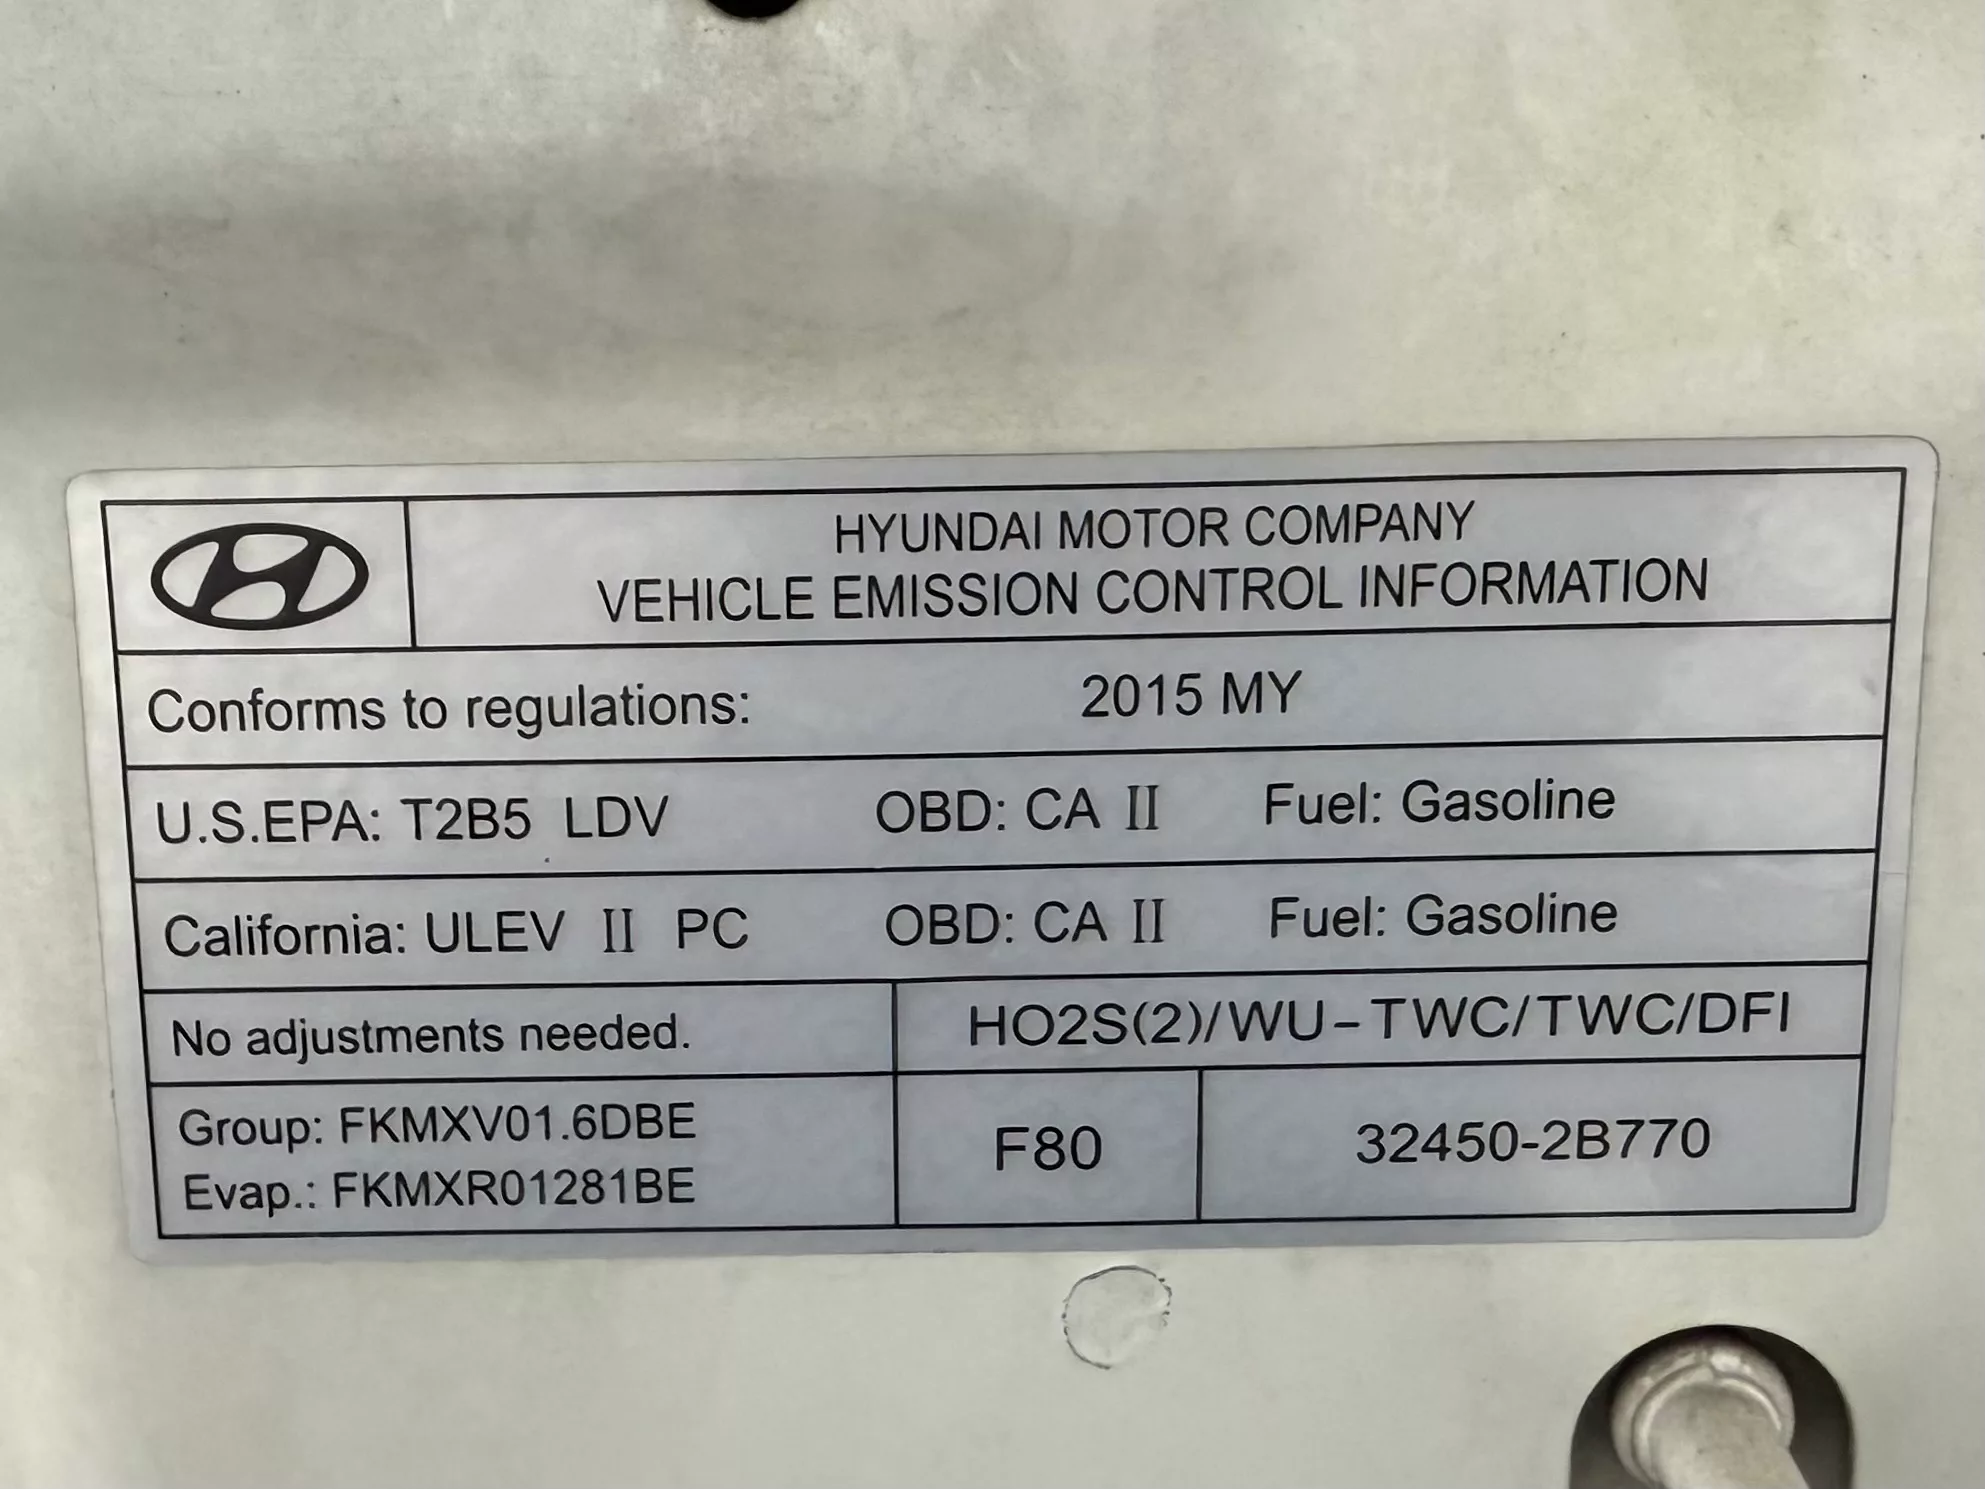 HYUNDAI MOTOR COMPANY
VEHICLE EMISSION CONTROL INFORMATION
Conforms to regulations: 2015 MY
U.S.EPA: T2B5 LDV OBD: CA II Fuel: Gasoline
California: ULEV II PC OBD: CA II Fuel: Gasoline
No adjustments needed. HO2S(2)/WU-TWC/TWC/DFI
Group: FKMXV01.6DBE
Evap.: FKMXR01281BE
F80
32450-2B770